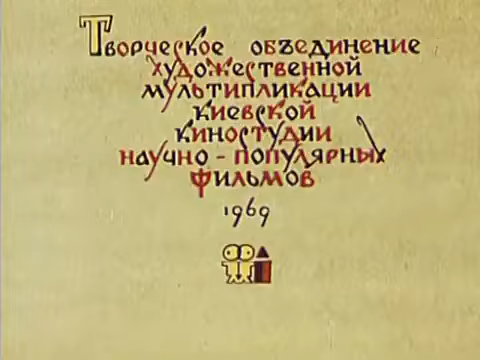 Творческое объединение
художественной
мультипликации
киевской
киностудии
научно - популярных
фильмов
1969